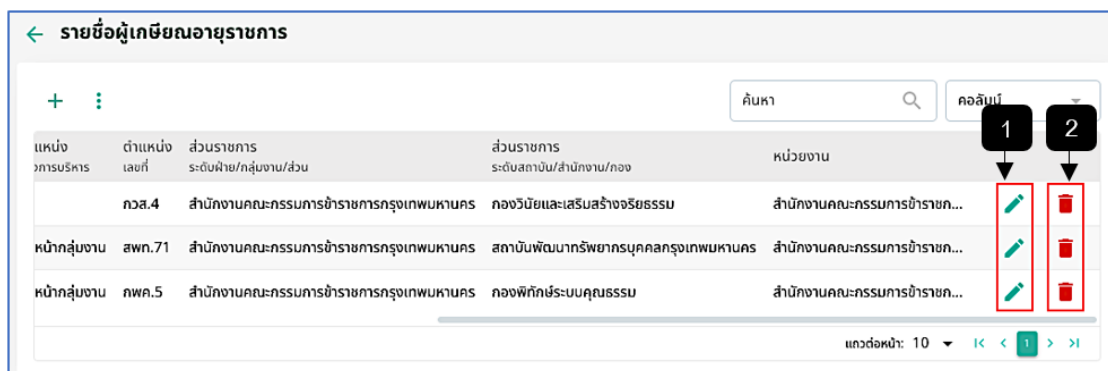 รายชื่อผู้เกษียณอายุราชการ
ค้นหา คอลัมน์
1 2
แหน่ง ตำแหน่ง ส่วนราชการ ส่วนราชการ หน่วยงาน
งการบริหาร เลขที่ ระดับฝ่าย/กลุ่มงาน/ส่วน ระดับสถาบัน/สำนักงาน/กอง
กวส.4 สำนักงานคณะกรรมการข้าราชการกรุงเทพมหานคร กองวินัยและเสริมสร้างจริยธรรม สำนักงานคณะกรรมการข้าราชก...
หน้ากลุ่มงาน สพท.71 สำนักงานคณะกรรมการข้าราชการกรุงเทพมหานคร สถาบันพัฒนาทรัพยากรบุคคลกรุงเทพมหานคร สำนักงานคณะกรรมการข้าราชก...
หน้ากลุ่มงาน กพค.5 สำนักงานคณะกรรมการข้าราชการกรุงเทพมหานคร กองพิทักษ์ระบบคุณธรรม สำนักงานคณะกรรมการข้าราชก...
แถวต่อหน้า: 10 1